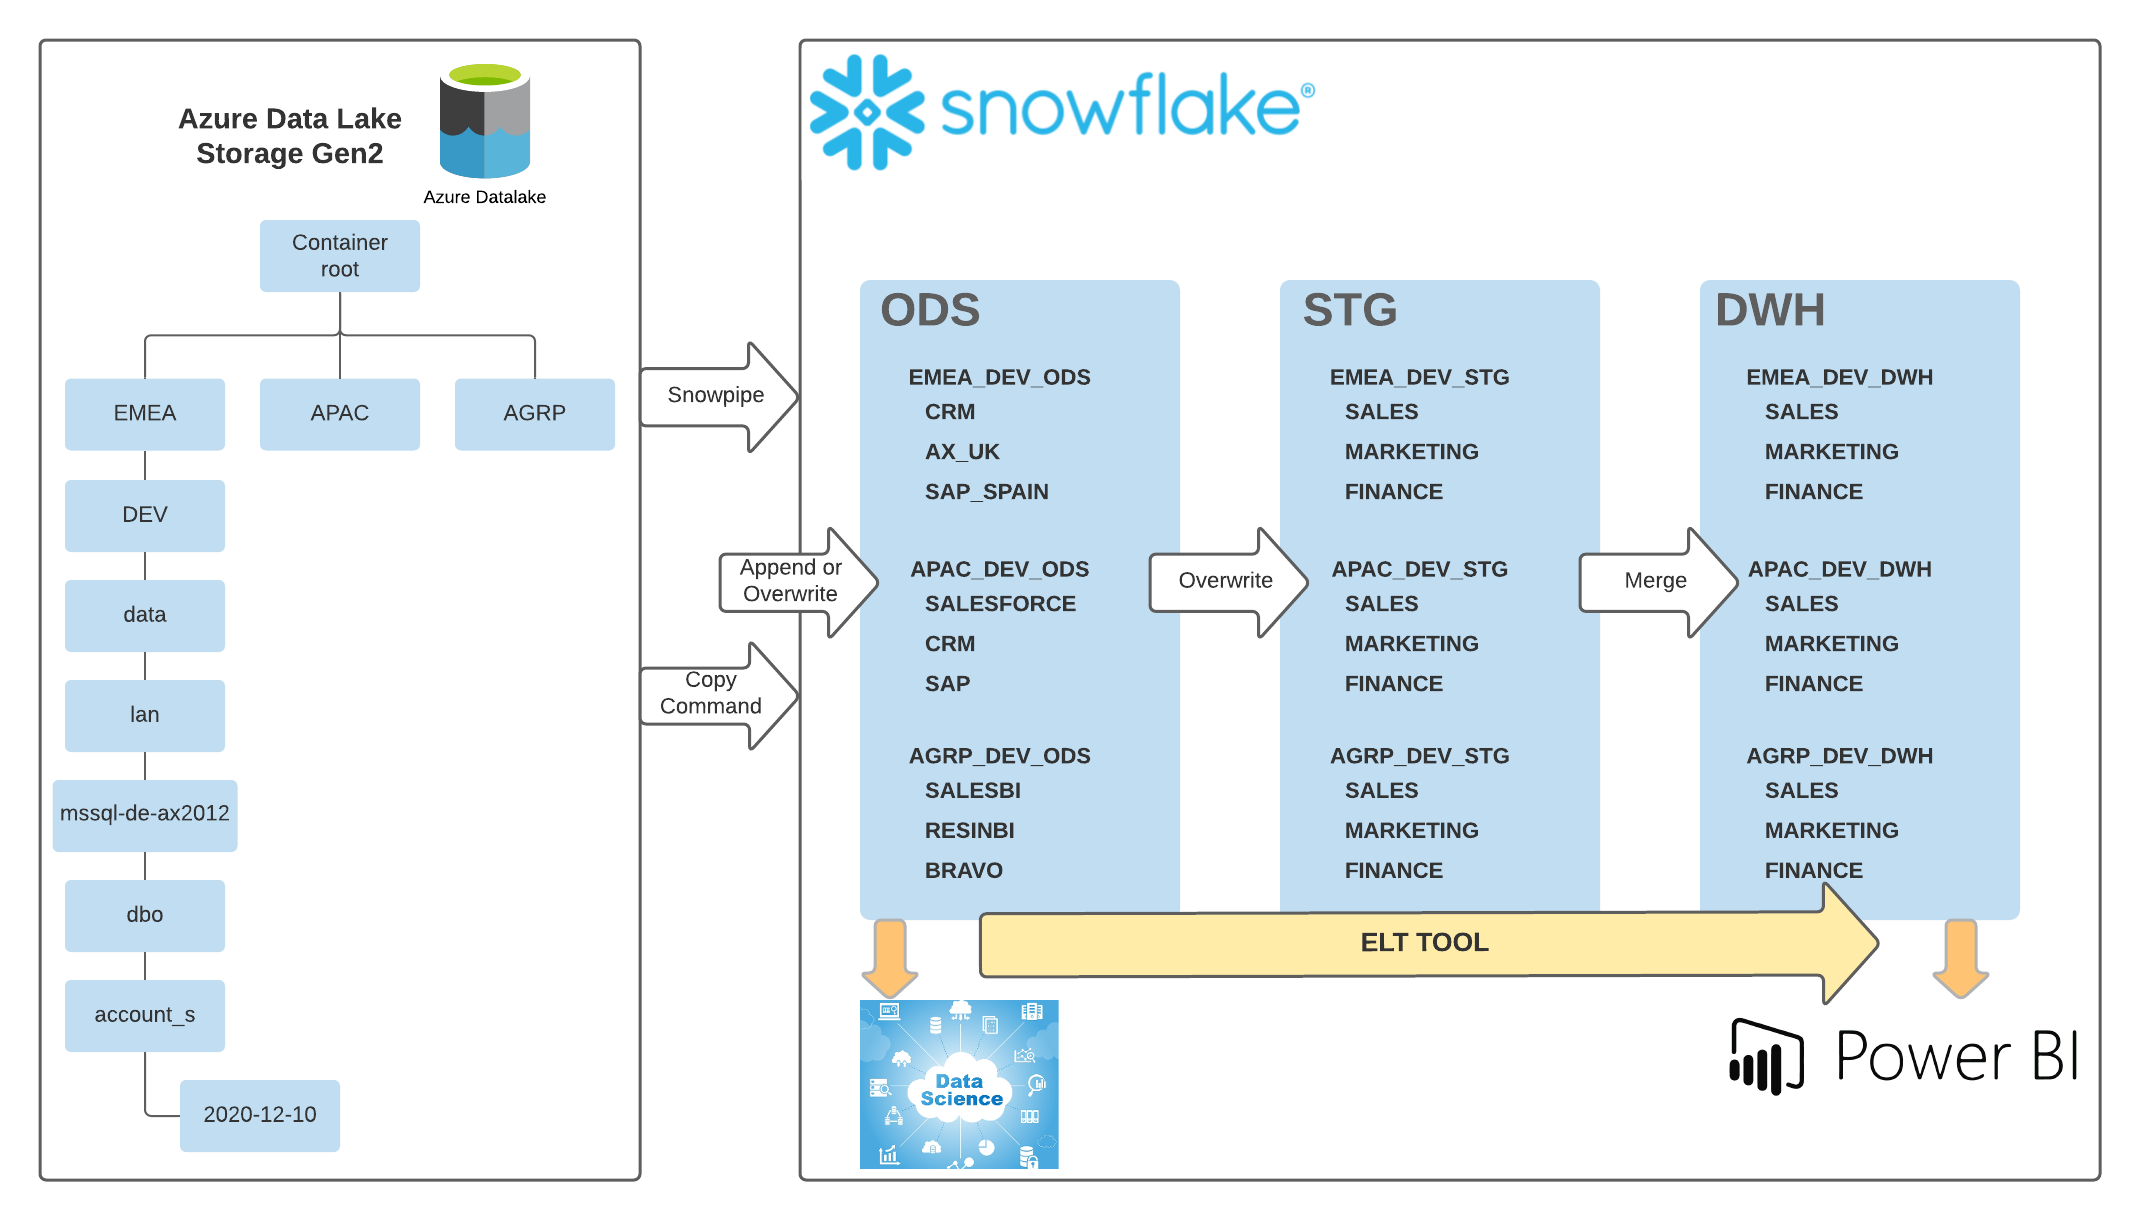 Azure Data Lake
Storage Gen2
Azure Datalake
Container
root
EMEA
APAC
AGRP
DEV
data
lan
mssql-de-ax2012
dbo
account_s
2020-12-10
Snowpipe
Append or
Overwrite
Copy
Command
snowflake®
ODS
EMEA_DEV_ODS
CRM
AX_UK
SAP_SPAIN
APAC_DEV_ODS
SALESFORCE
CRM
SAP
AGRP_DEV_ODS
SALESBI
RESINBI
BRAVO
Overwrite
STG
EMEA_DEV_STG
SALES
MARKETING
FINANCE
APAC_DEV_STG
SALES
MARKETING
FINANCE
AGRP_DEV_STG
SALES
MARKETING
FINANCE
Merge
DWH
EMEA_DEV_DWH
SALES
MARKETING
FINANCE
APAC_DEV_DWH
SALES
MARKETING
FINANCE
AGRP_DEV_DWH
SALES
MARKETING
FINANCE
ELT TOOL
Data
Science
Power BI